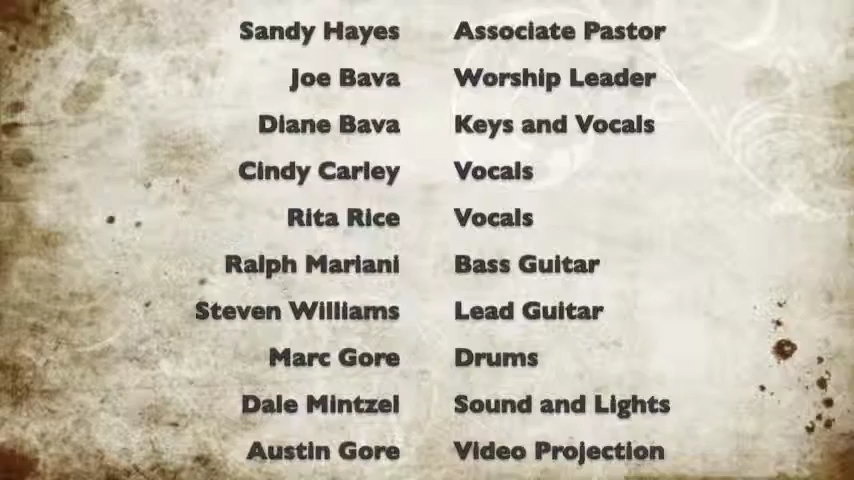 Sandy Hayes Associate Pastor
Joe Bava Worship Leader
Diane Bava Keys and Vocals
Cindy Carley Vocals
Rita Rice Vocals
Ralph Mariani Bass Guitar
Steven Williams Lead Guitar
Marc Gore Drums
Dale Mintzel Sound and Lights
Austin Gore Video Projection